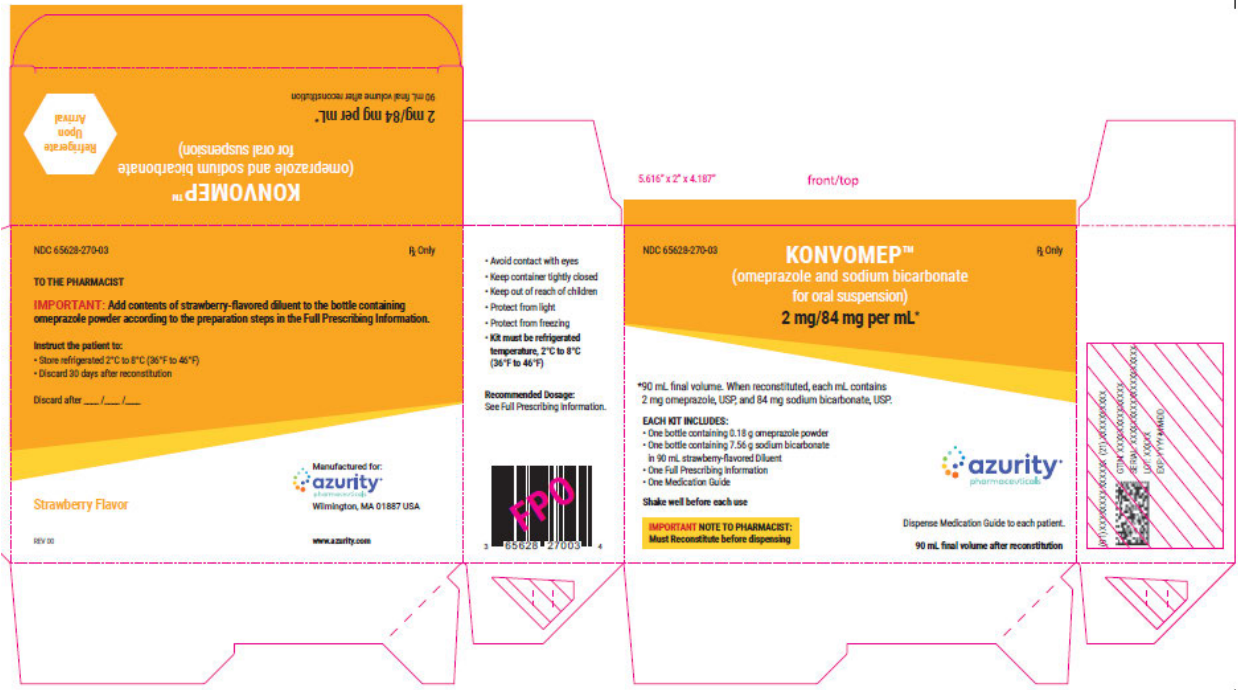 90 mL final volume after reconstitution
2 mg/84 mg per mL*
Refrigerate
Upon
Arrival
for oral suspension)
(omeprazole and sodium bicarbonate
KONVOMEP™
NDC 65628-270-03
℞ Only
TO THE PHARMACIST
IMPORTANT: Add contents of strawberry-flavored diluent to the bottle containing
omeprazole powder according to the preparation steps in the Full Prescribing Information.
Instruct the patient to:
• Store refrigerated 2°C to 8°C (36°F to 46°F)
• Discard 30 days after reconstitution
Discard after ___ /___ /___
Strawberry Flavor
REV 00
Manufactured for:
azurity
pharmaceuticals
Wilmington, MA 01887 USA
www.azurity.com
• Avoid contact with eyes
• Keep container tightly closed
• Keep out of reach of children
• Protect from light
• Protect from freezing
• Kit must be refrigerated
temperature, 2°C to 8°C
(36°F to 46°F)
Recommended Dosage:
See Full Prescribing Information.
FPO
3 65628 27003 4
5.616" x 2" x 4.187"
front/top
NDC 65628-270-03
KONVOMEP™
℞ Only
(omeprazole and sodium bicarbonate
for oral suspension)
2 mg/84 mg per mL*
*90 mL final volume. When reconstituted, each mL contains
2 mg omeprazole, USP, and 84 mg sodium bicarbonate, USP.
EACH KIT INCLUDES:
• One bottle containing 0.18 g omeprazole powder
• One bottle containing 7.56 g sodium bicarbonate
in 90 mL strawberry-flavored Diluent
• One Full Prescribing Information
• One Medication Guide
Shake well before each use
IMPORTANT NOTE TO PHARMACIST:
Must Reconstitute before dispensing
azurity
pharmaceuticals
Dispense Medication Guide to each patient.
90 mL final volume after reconstitution
LOT: XXXXX
EXP: YYYY-MM-DD